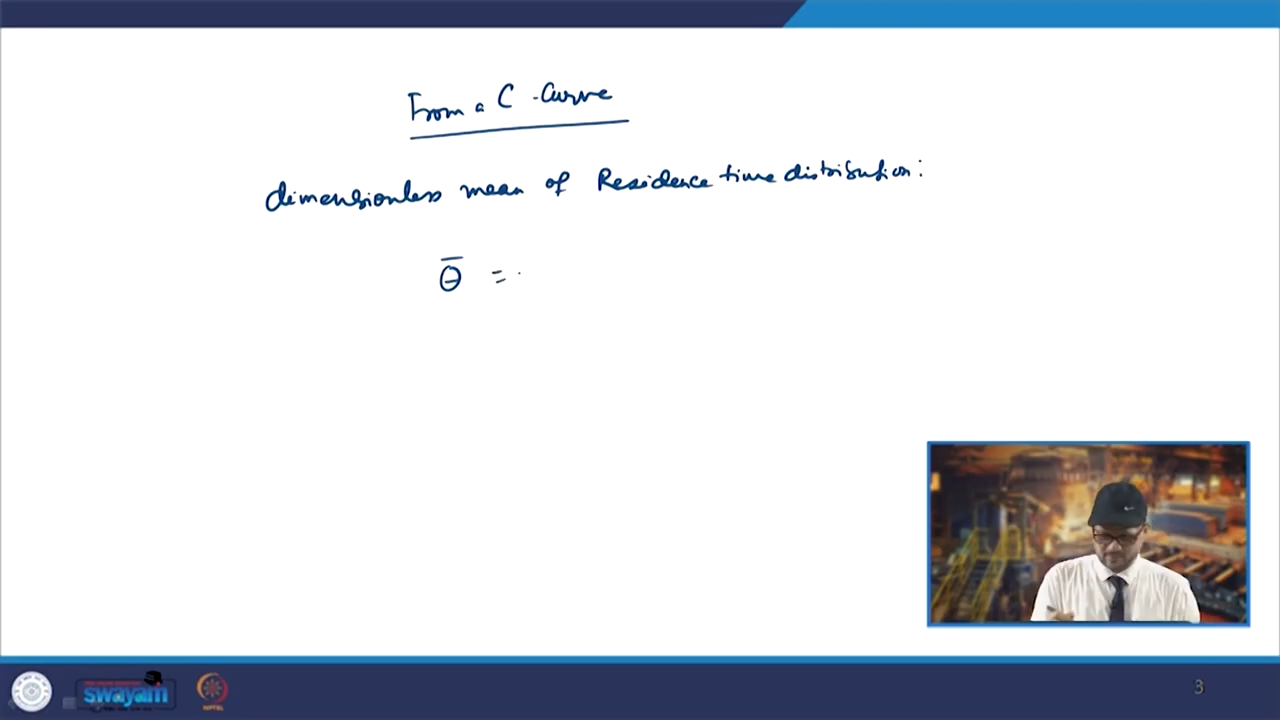 From a C-Curve
dimensionless mean of Residence time distribution:
θ̄ =
swayam
3